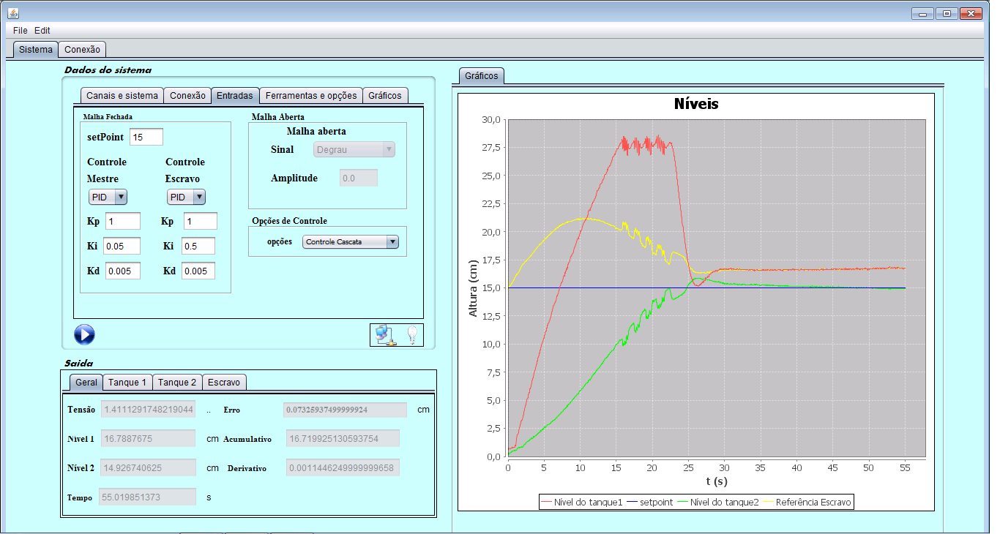 File Edit
Sistema Conexão
Dados do sistema
Canais e sistema Conexão Entradas Ferramentas e opções Gráficos
Malha Fechada
setPoint 15
Controle Controle
Mestre Escravo
PID PID
Kp 1 Kp 1
Ki 0.05 Ki 0.5
Kd 0.005 Kd 0.005
Malha Aberta
Malha aberta
Sinal Degrau
Amplitude 0.0
Opções de Controle
opções Controle Cascata
Saida
Geral Tanque 1 Tanque 2 Escravo
Tensão 1.4111291748219044 .. Erro 0.07325937499999924 cm
Nível 1 16.7887675 cm Acumulativo 16.719925130593754
Nível 2 14.926740625 cm Derivativo 0.0011446249999999658
Tempo 55.019851373 s
Gráficos
Níveis
Altura (cm)
30,0
27,5
25,0
22,5
20,0
17,5
15,0
12,5
10,0
7,5
5,0
2,5
0,0
0 5 10 15 20 25 30 35 40 45 50 55
t (s)
Nível do tanque1 setpoint Nível do tanque2 Referência Escravo